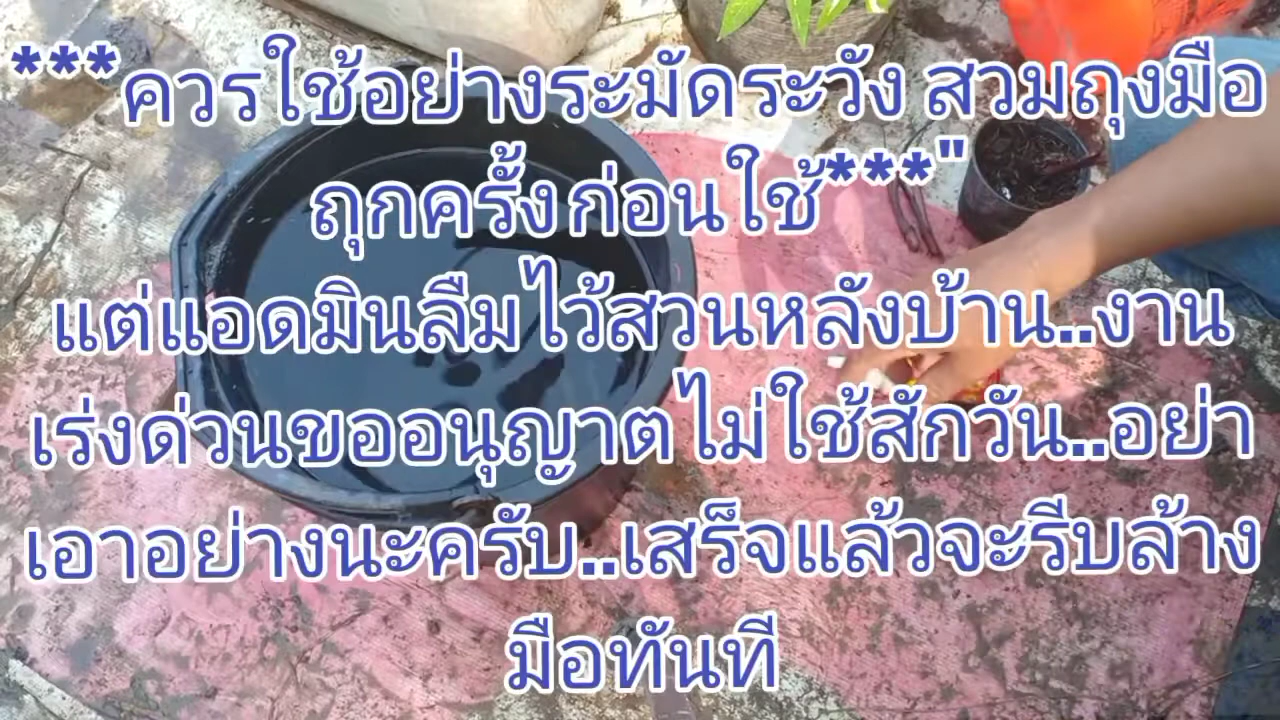 ***ควรใช้อย่างระมัดระวัง สวมถุงมือ
ถุกครั้งก่อนใช้***"
แต่แอดมินลืมไว้สวนหลังบ้าน..งาน
เร่งด่วนขออนุญาตไม่ใช้สักวัน..อย่า
เอาอย่างนะครับ..เสร็จแล้วจะรีบล้าง
มือทันที